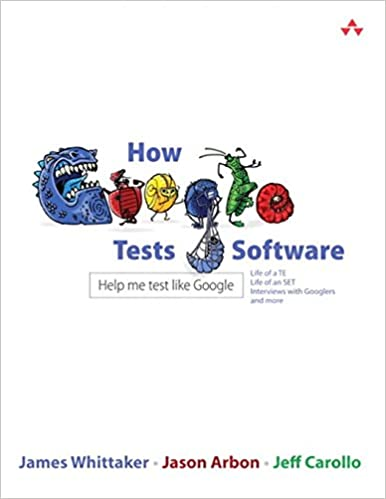 How
Google
Tests Software
Help me test like Google
Life of a TE
Life of an SET
Interviews with Googlers
and more
James Whittaker • Jason Arbon • Jeff Carollo